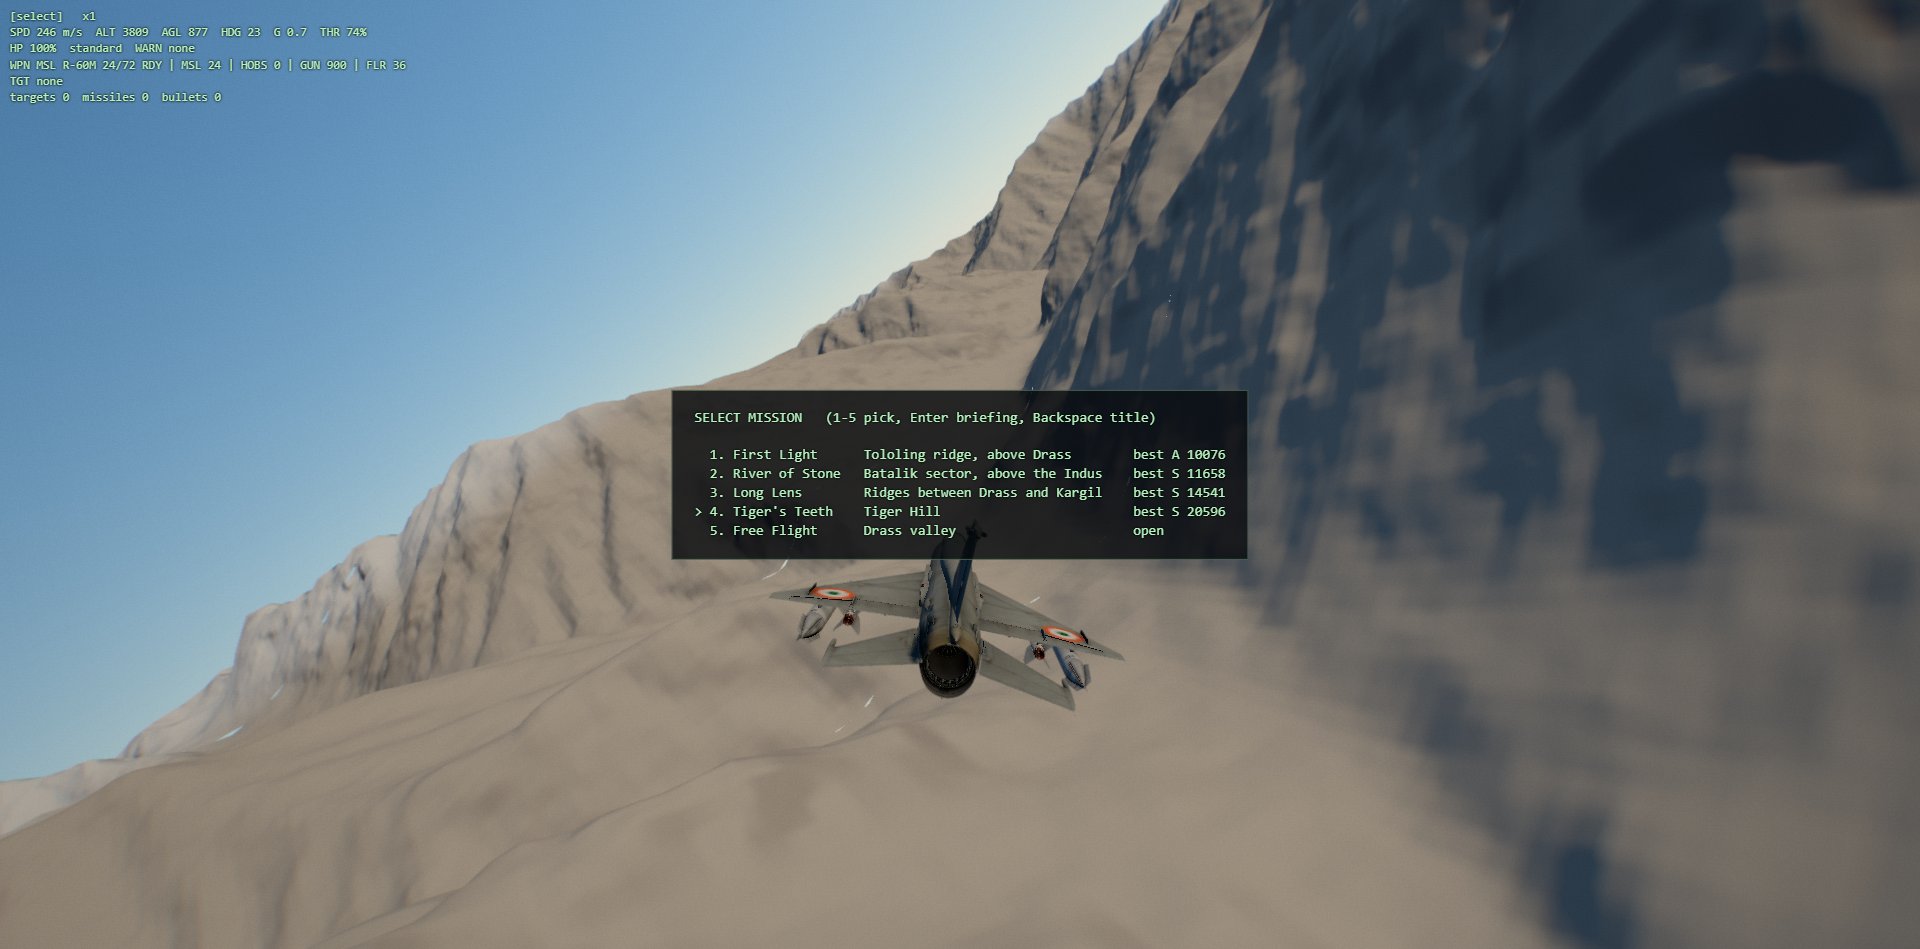 [select] x1
SPD 246 m/s ALT 3809 AGL 877 HDG 23 G 0.7 THR 74%
HP 100% standard WARN none
WPN MSL R-60M 24/72 RDY | MSL 24 | HOBS 0 | GUN 900 | FLR 36
TGT none
targets 0 missiles 0 bullets 0
SELECT MISSION (1-5 pick, Enter briefing, Backspace title)
1. First Light Tololing ridge, above Drass best A 10076
2. River of Stone Batalik sector, above the Indus best S 11658
3. Long Lens Ridges between Drass and Kargil best S 14541
> 4. Tiger's Teeth Tiger Hill best S 20596
5. Free Flight Drass valley open